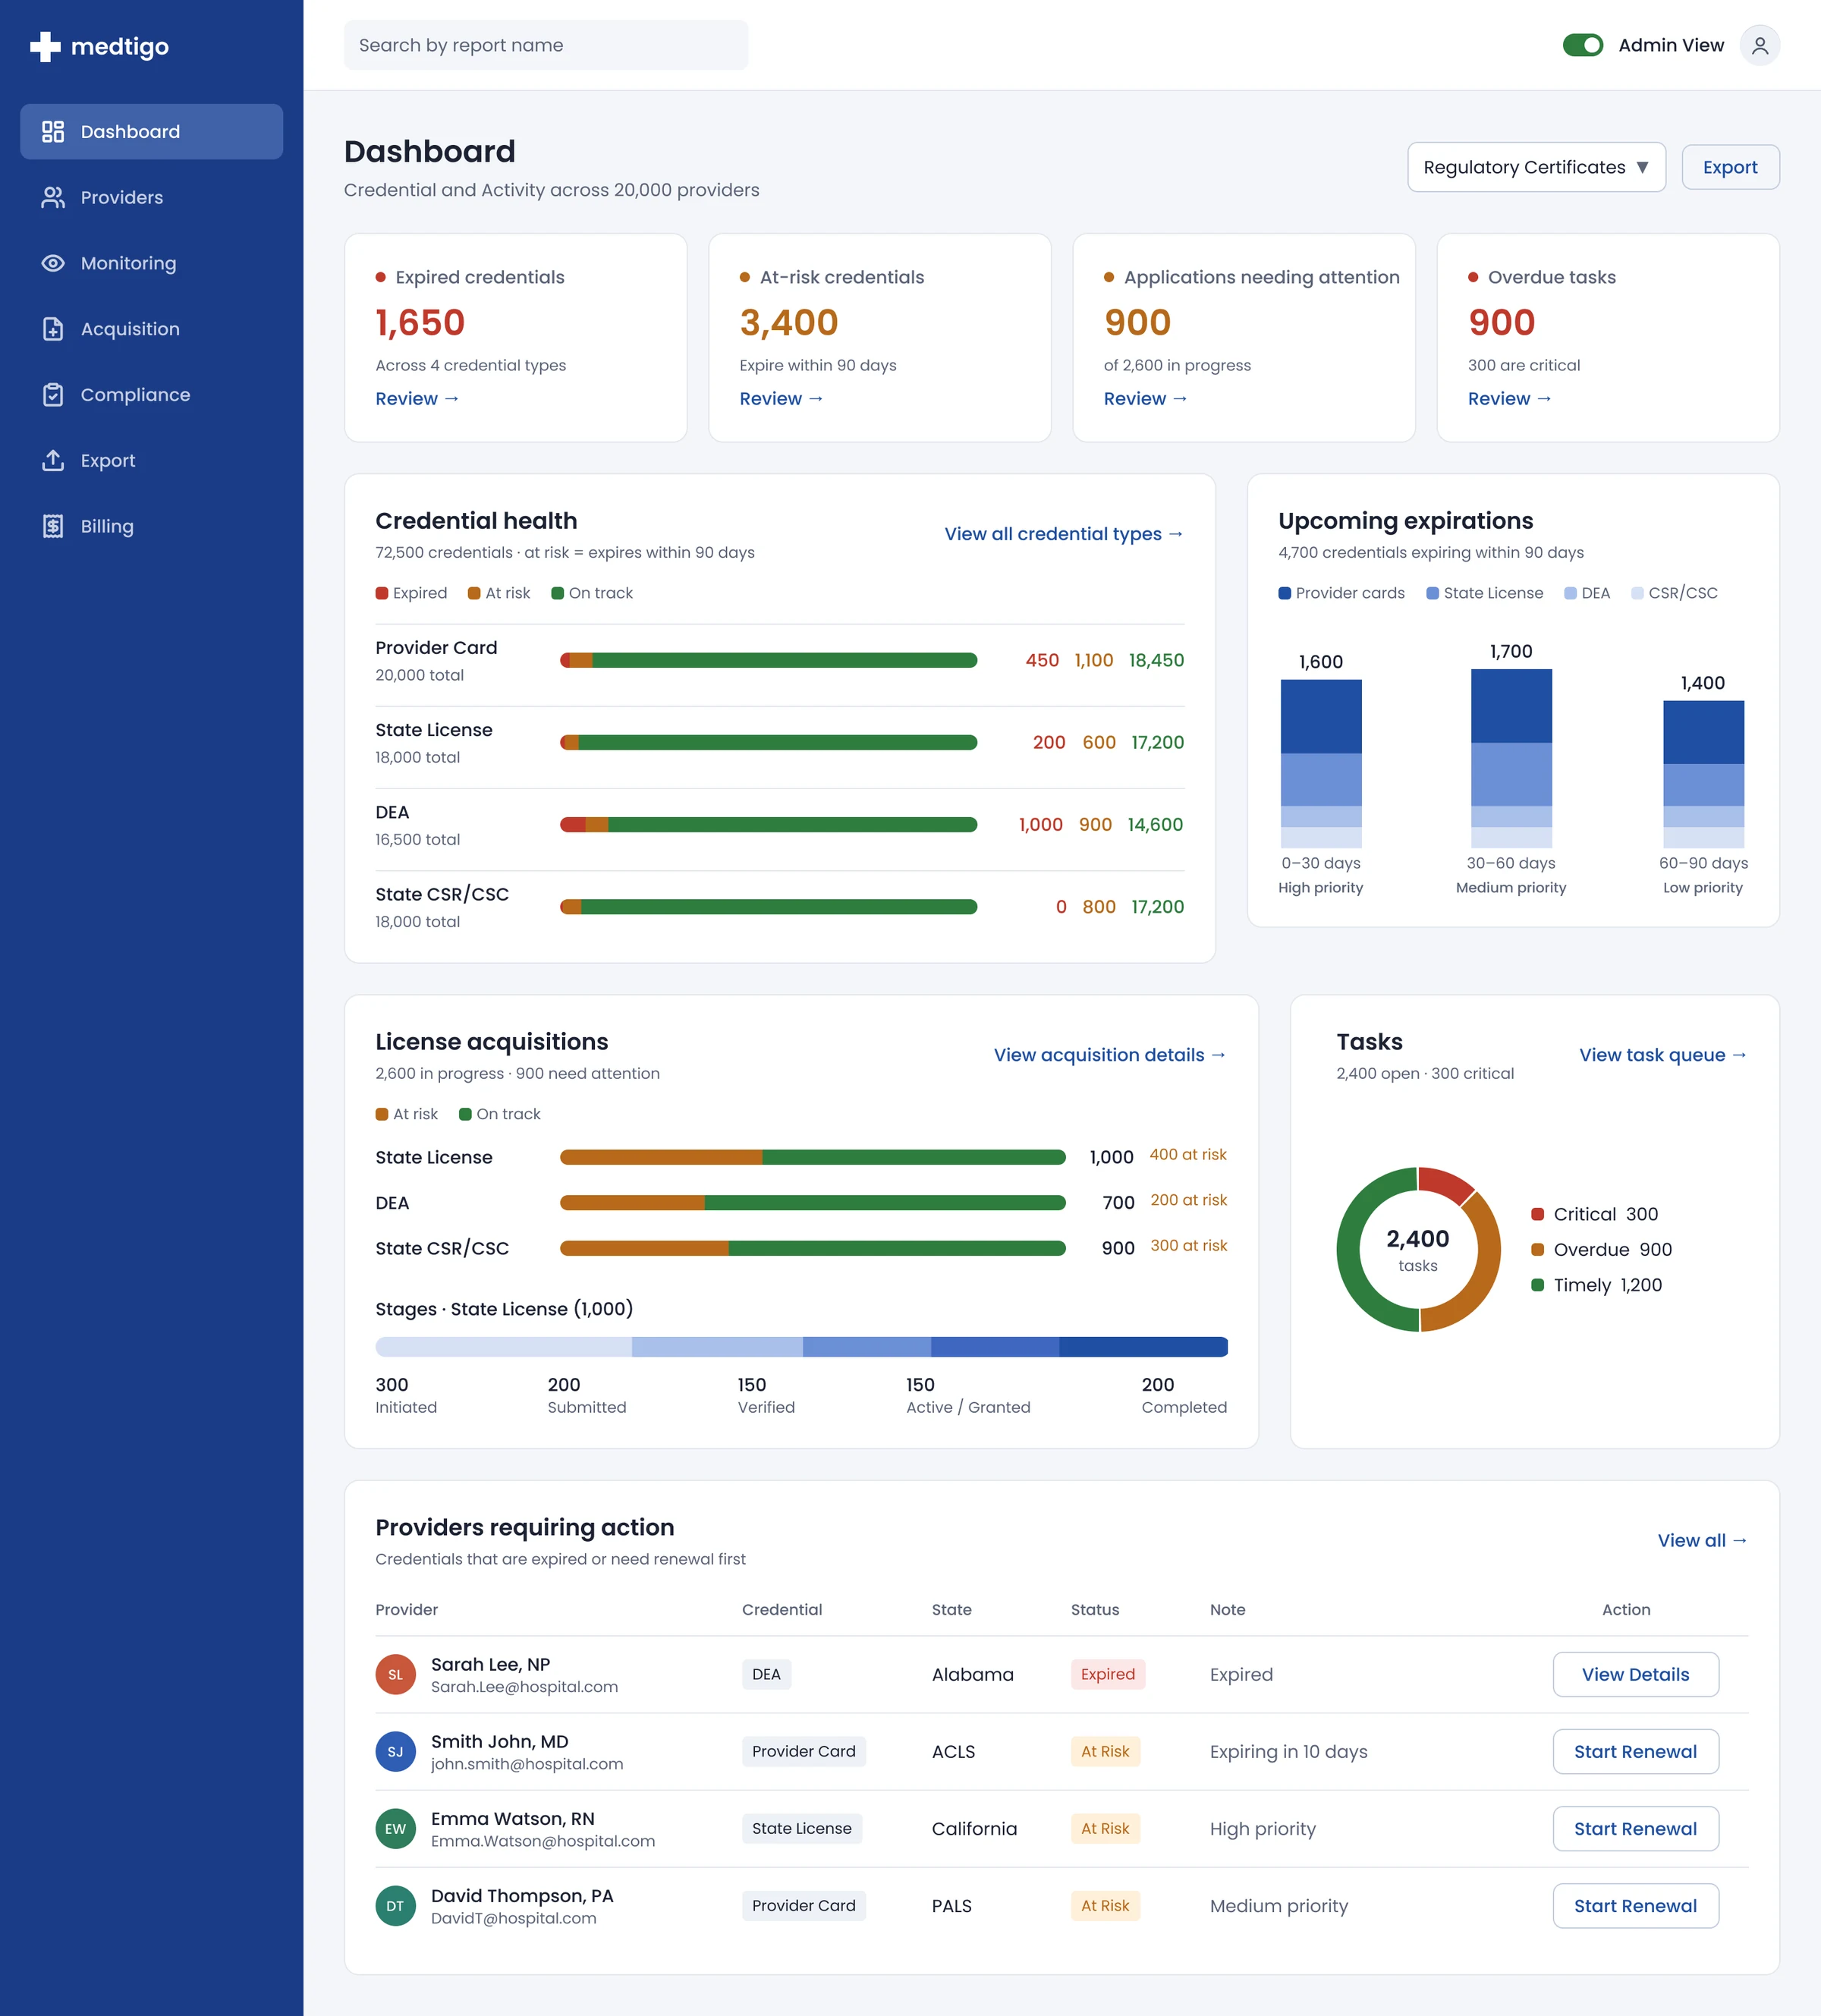 medtigo
Search by report name
Admin View
Dashboard
Providers
Monitoring
Acquisition
Compliance
Export
Billing
Dashboard
Credential and Activity across 20,000 providers
Regulatory Certificates ▼
Export
Expired credentials
1,650
Across 4 credential types
Review →
At-risk credentials
3,400
Expire within 90 days
Review →
Applications needing attention
900
of 2,600 in progress
Review →
Overdue tasks
900
300 are critical
Review →
Credential health
72,500 credentials · at risk = expires within 90 days
View all credential types →
Expired At risk On track
Provider Card
20,000 total
450 1,100 18,450
State License
18,000 total
200 600 17,200
DEA
16,500 total
1,000 900 14,600
State CSR/CSC
18,000 total
0 800 17,200
Upcoming expirations
4,700 credentials expiring within 90 days
Provider cards State License DEA CSR/CSC
1,600
1,700
1,400
0–30 days
High priority
30–60 days
Medium priority
60–90 days
Low priority
License acquisitions
2,600 in progress · 900 need attention
View acquisition details →
At risk On track
State License 1,000 400 at risk
DEA 700 200 at risk
State CSR/CSC 900 300 at risk
Stages · State License (1,000)
300
Initiated
200
Submitted
150
Verified
150
Active / Granted
200
Completed
Tasks
2,400 open · 300 critical
View task queue →
2,400
tasks
Critical 300
Overdue 900
Timely 1,200
Providers requiring action
Credentials that are expired or need renewal first
View all →
Provider Credential State Status Note Action
SL
Sarah Lee, NP
Sarah.Lee@hospital.com
DEA Alabama Expired Expired View Details
SJ
Smith John, MD
john.smith@hospital.com
Provider Card ACLS At Risk Expiring in 10 days Start Renewal
EW
Emma Watson, RN
Emma.Watson@hospital.com
State License California At Risk High priority Start Renewal
DT
David Thompson, PA
DavidT@hospital.com
Provider Card PALS At Risk Medium priority Start Renewal